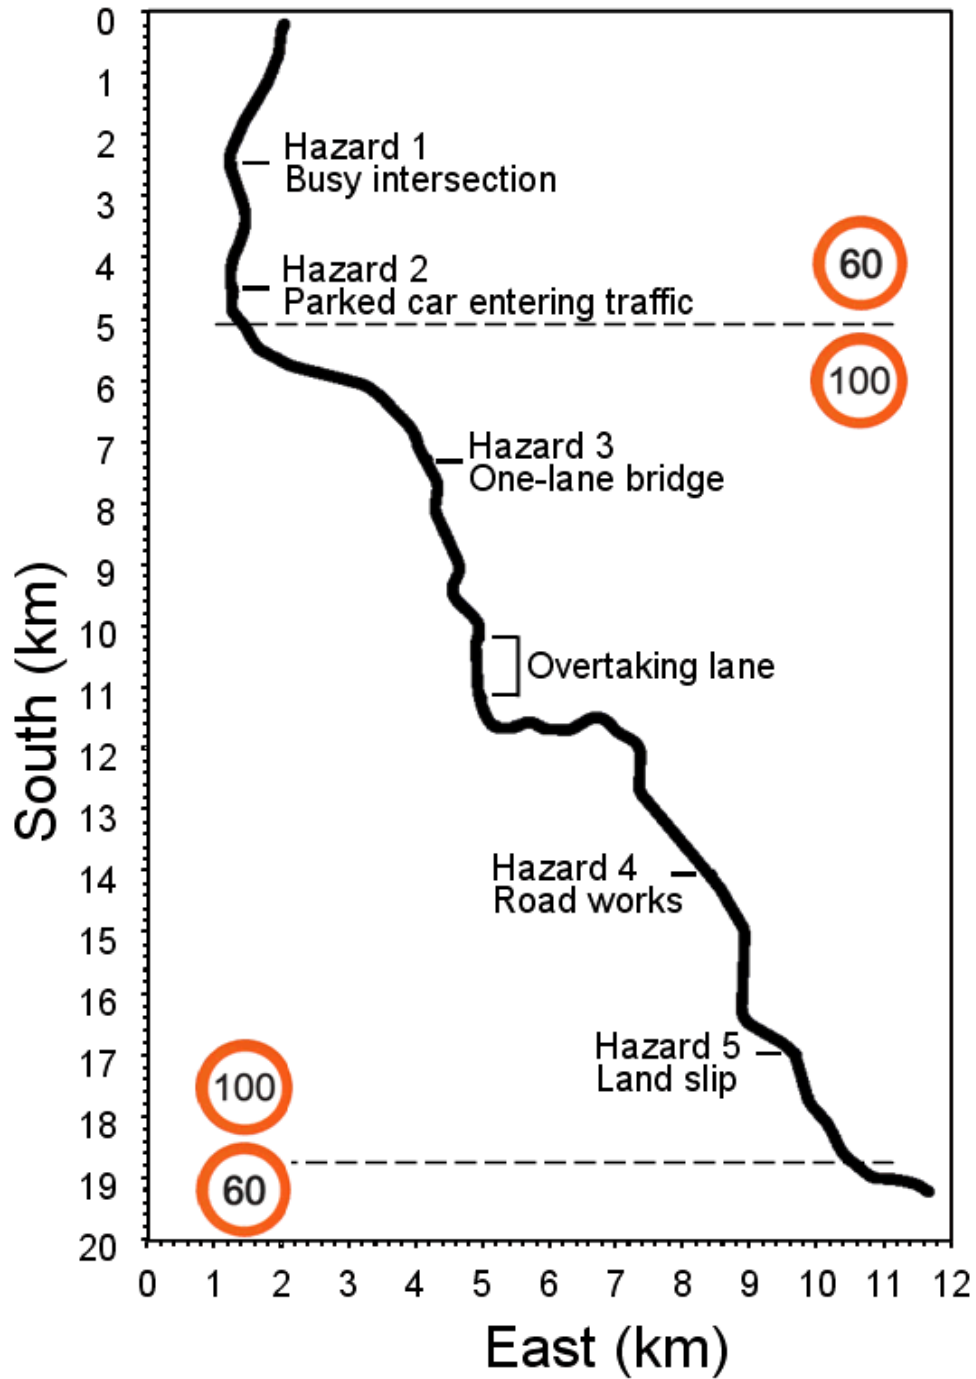 0
1
2
Hazard 1
Busy intersection
3
4
Hazard 2
Parked car entering traffic
60
5
100
6
7
Hazard 3
One-lane bridge
8
9
10
Overtaking lane
11
12
13
14
Hazard 4
Road works
15
16
17
Hazard 5
Land slip
100
18
19
60
20
South (km)
0 1 2 3 4 5 6 7 8 9 10 11 12
East (km)